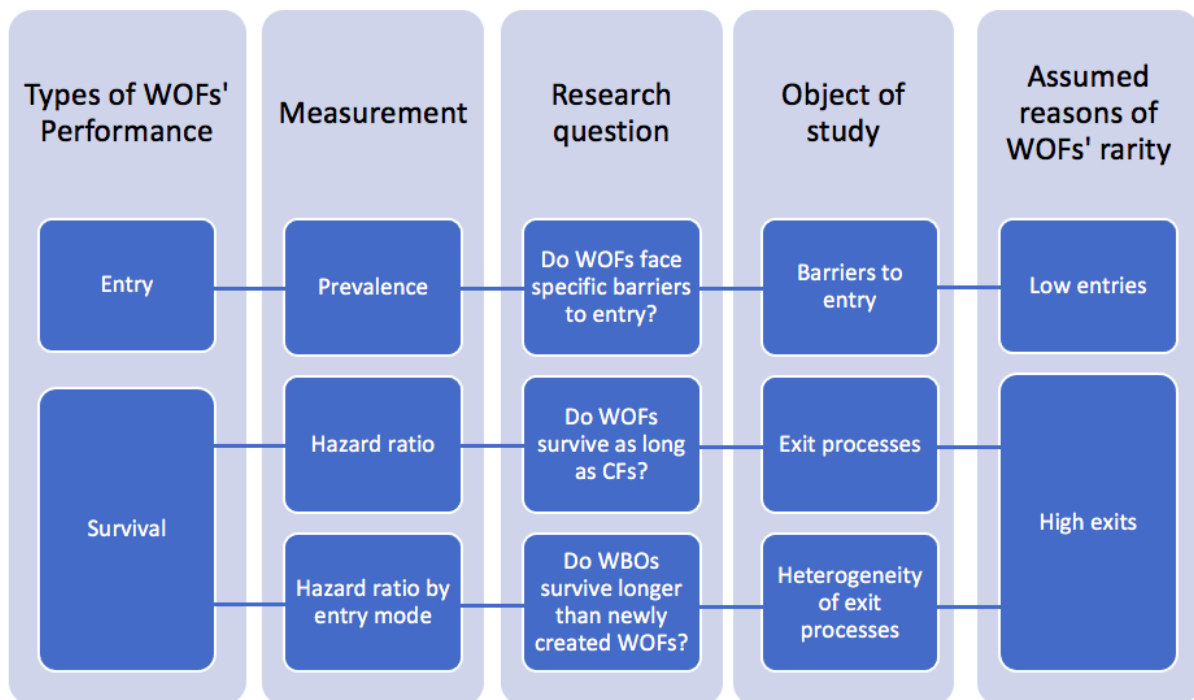 Types of WOFs'
Performance
Measurement
Research
question
Object of
study
Assumed
reasons of
WOFs' rarity
Entry
Prevalence
Do WOFs face
specific barriers
to entry?
Barriers to
entry
Low entries
Survival
Hazard ratio
Do WOFs
survive as long
as CFs?
Exit processes
High exits
Hazard ratio by
entry mode
Do WBOs
survive longer
than newly
created WOFs?
Heterogeneity
of exit
processes